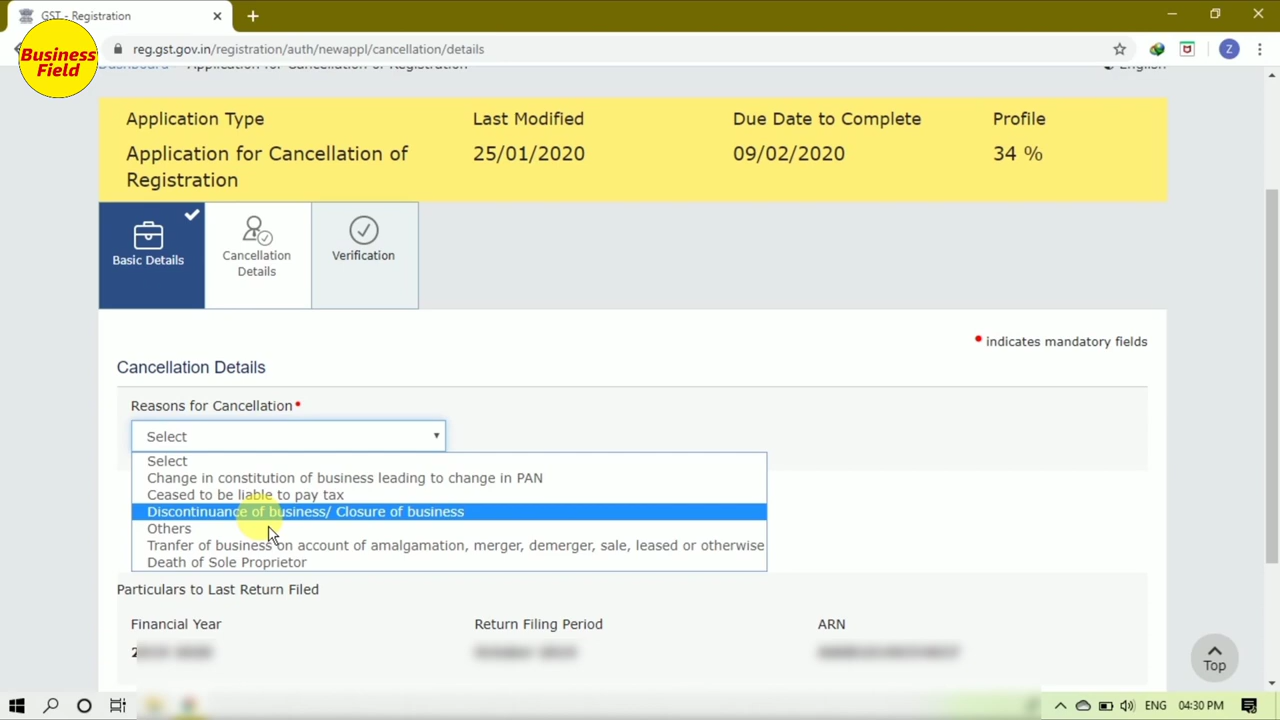 GST - Registration
Business
Field
reg.gst.gov.in/registration/auth/newappl/cancellation/details
Z
Dashboard
Application for Cancellation of Registration
English
Application Type
Last Modified
Due Date to Complete
Profile
Application for Cancellation of
Registration
25/01/2020
09/02/2020
34 %
Basic Details
Cancellation
Details
Verification
• indicates mandatory fields
Cancellation Details
Reasons for Cancellation•
Select
Select
Change in constitution of business leading to change in PAN
Ceased to be liable to pay tax
Discontinuance of business/ Closure of business
Others
Tranfer of business on account of amalgamation, merger, demerger, sale, leased or otherwise
Death of Sole Proprietor
Particulars to Last Return Filed
Financial Year
Return Filing Period
ARN
Top
ENG
04:30 PM